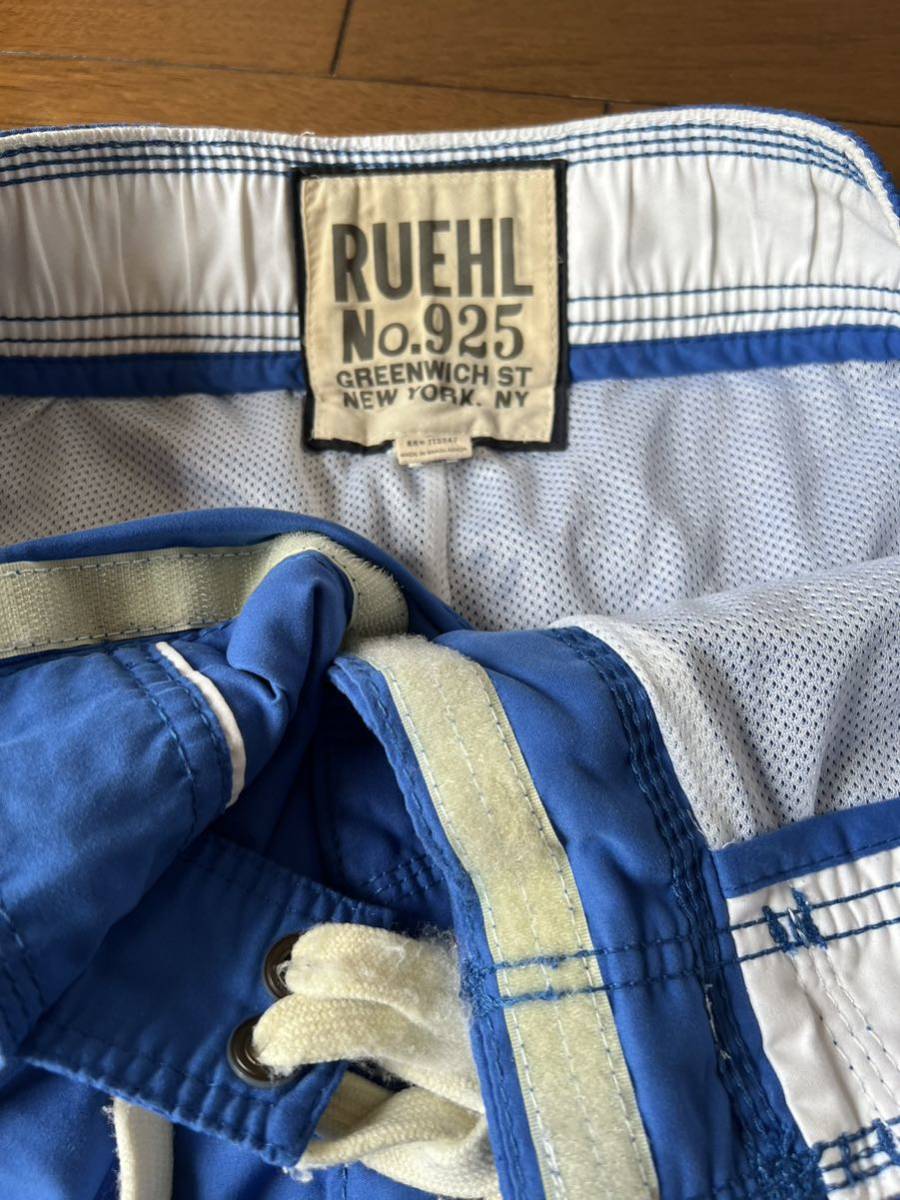 RUEHL
No.925
GREENWICH ST
NEW YORK. NY